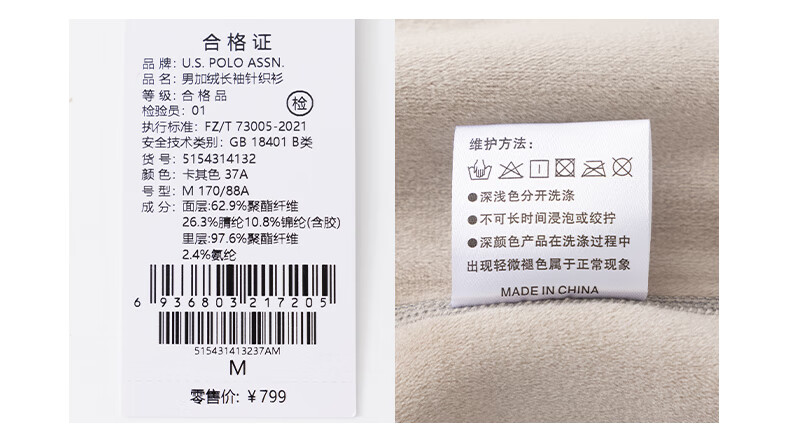 合格证
品牌: U.S. POLO ASSN.
品名: 男加绒长袖针织衫
等级: 合格品
检验员: 01
检
执行标准: FZ/T 73005-2021
安全技术类别: GB 18401 B类
货号: 5154314132
颜色: 卡其色 37A
号型: M 170/88A
成分: 面层:62.9%聚酯纤维
26.3%腈纶10.8%锦纶(含胶)
里层:97.6%聚酯纤维
2.4%氨纶
6 936803 217205
515431413237AM
M
零售价: ¥799
维护方法:
●深浅色分开洗涤
●不可长时间浸泡或绞拧
●深颜色产品在洗涤过程中
出现轻微褪色属于正常现象
MADE IN CHINA